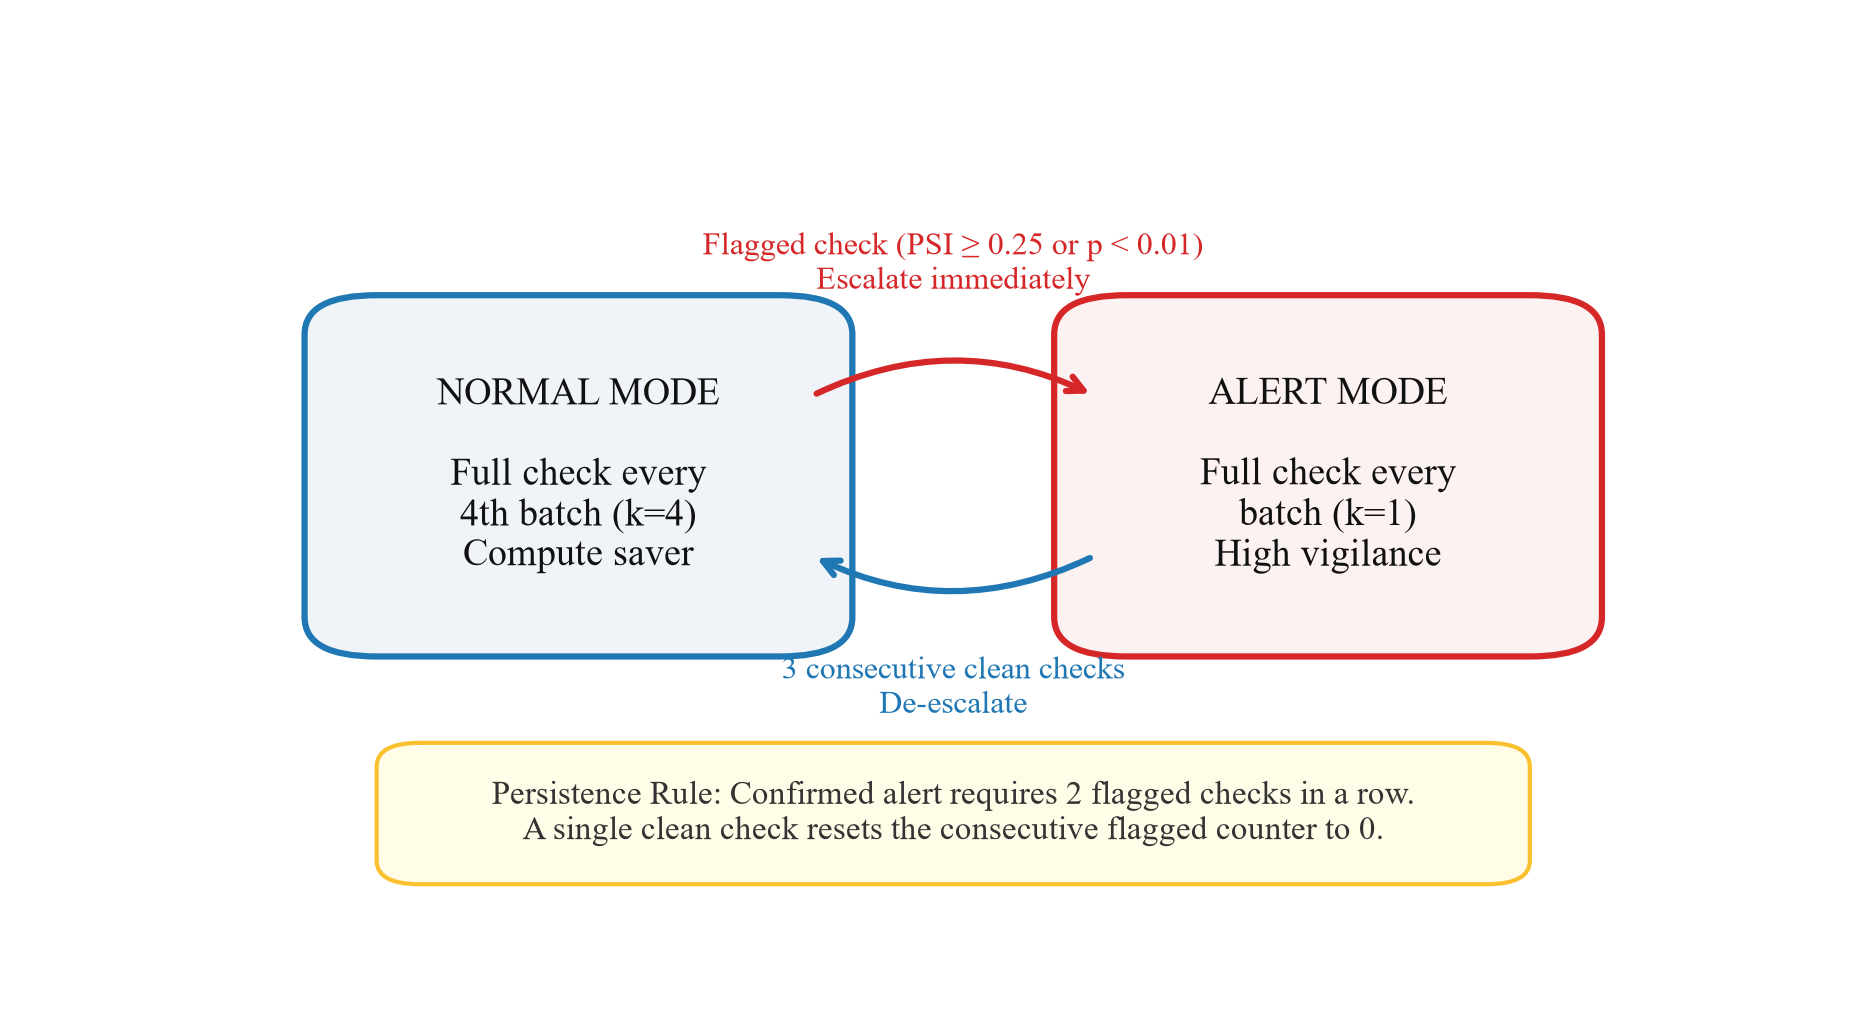 Flagged check (PSI ≥ 0.25 or p < 0.01)
Escalate immediately
NORMAL MODE
Full check every
4th batch (k=4)
Compute saver
ALERT MODE
Full check every
batch (k=1)
High vigilance
3 consecutive clean checks
De-escalate
Persistence Rule: Confirmed alert requires 2 flagged checks in a row.
A single clean check resets the consecutive flagged counter to 0.